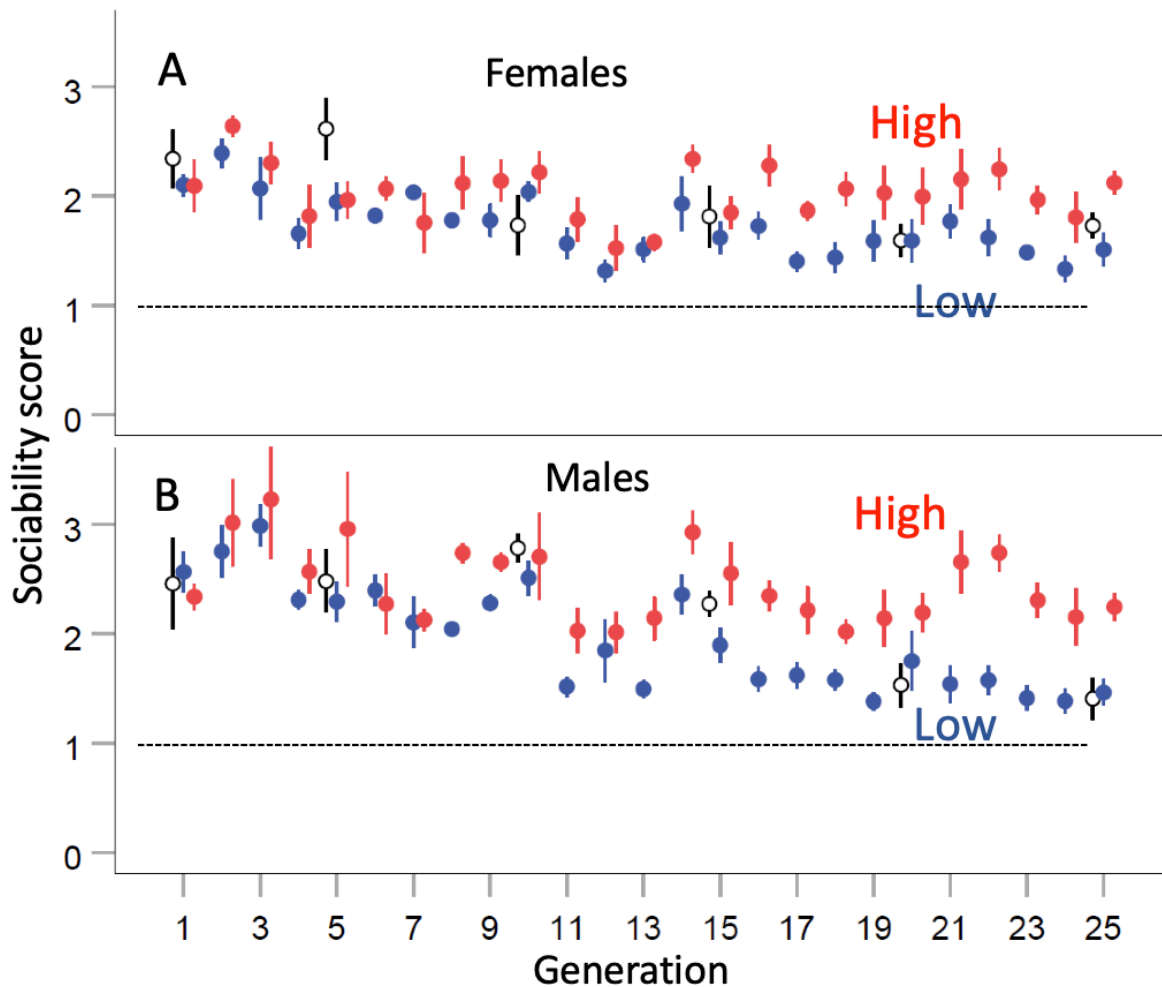 A
Females
High
3
2
1
0
Low
Sociability score
B
Males
High
3
2
1
0
Low
1 3 5 7 9 11 13 15 17 19 21 23 25
Generation